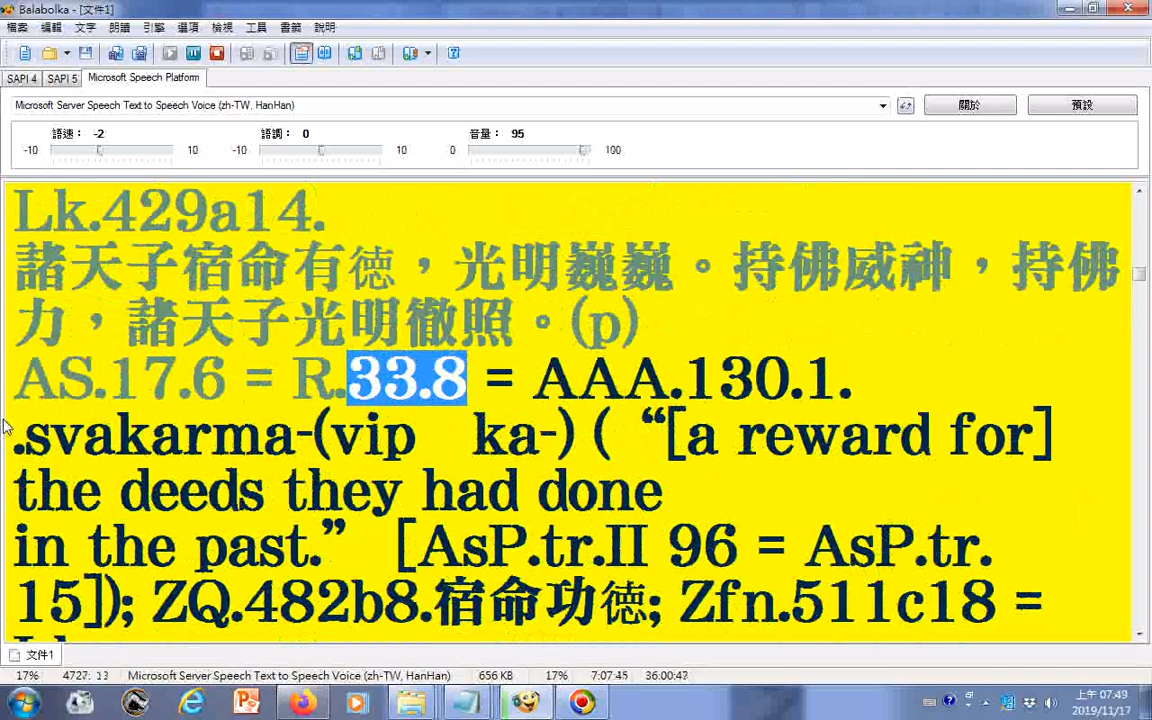 Balabolka - [文件1]
檔案 編輯 文字 朗讀 引擎 選項 檢視 工具 書籤 說明
SAPI 4 SAPI 5 Microsoft Speech Platform
Microsoft Server Speech Text to Speech Voice (zh-TW, HanHan) 關於 預設
語速： -2 語調： 0 音量： 95
-10 10 -10 10 0 100
Lk.429a14.
諸天子宿命有徳，光明巍巍。持佛威神，持佛
力，諸天子光明徹照。(p)
AS.17.6 = R.33.8 = AAA.130.1.
.svakarma-(vip ka-) ( “[a reward for]
the deeds they had done
in the past.” [AsP.tr.II 96 = AsP.tr.
15]); ZQ.482b8.宿命功徳; Zfn.511c18 =
文件1
17% 4727: 13 Microsoft Server Speech Text to Speech Voice (zh-TW, HanHan) 656 KB 17% 7:07:45 36:00:47
上午 07:49
2019/11/17